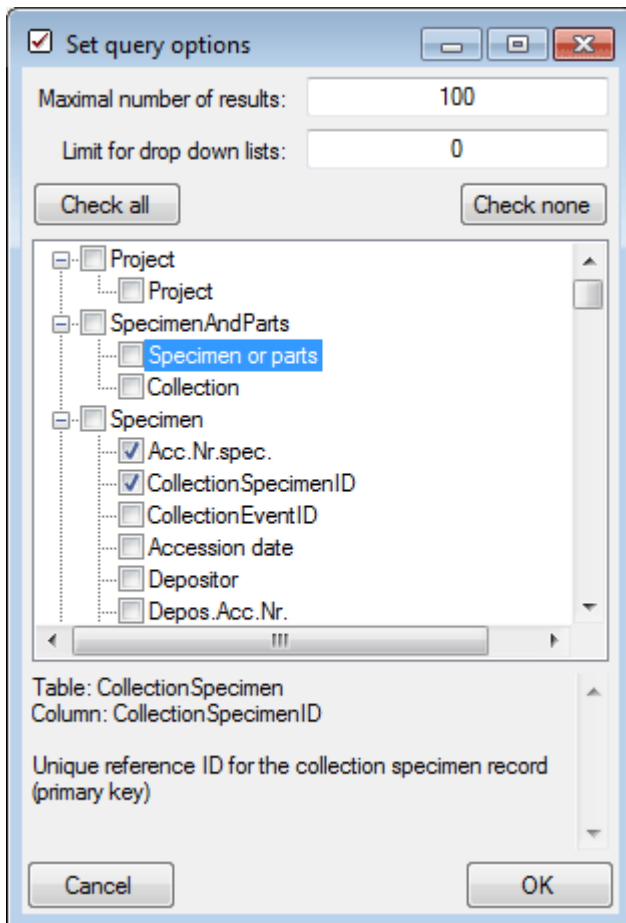 Set query options
Maximal number of results: 100
Limit for drop down lists: 0
Check all Check none
Project
Project
SpecimenAndParts
Specimen or parts
Collection
Specimen
Acc.Nr.spec.
CollectionSpecimenID
CollectionEventID
Accession date
Depositor
Depos.Acc.Nr.
Table: CollectionSpecimen
Column: CollectionSpecimenID
Unique reference ID for the collection specimen record
(primary key)
Cancel OK